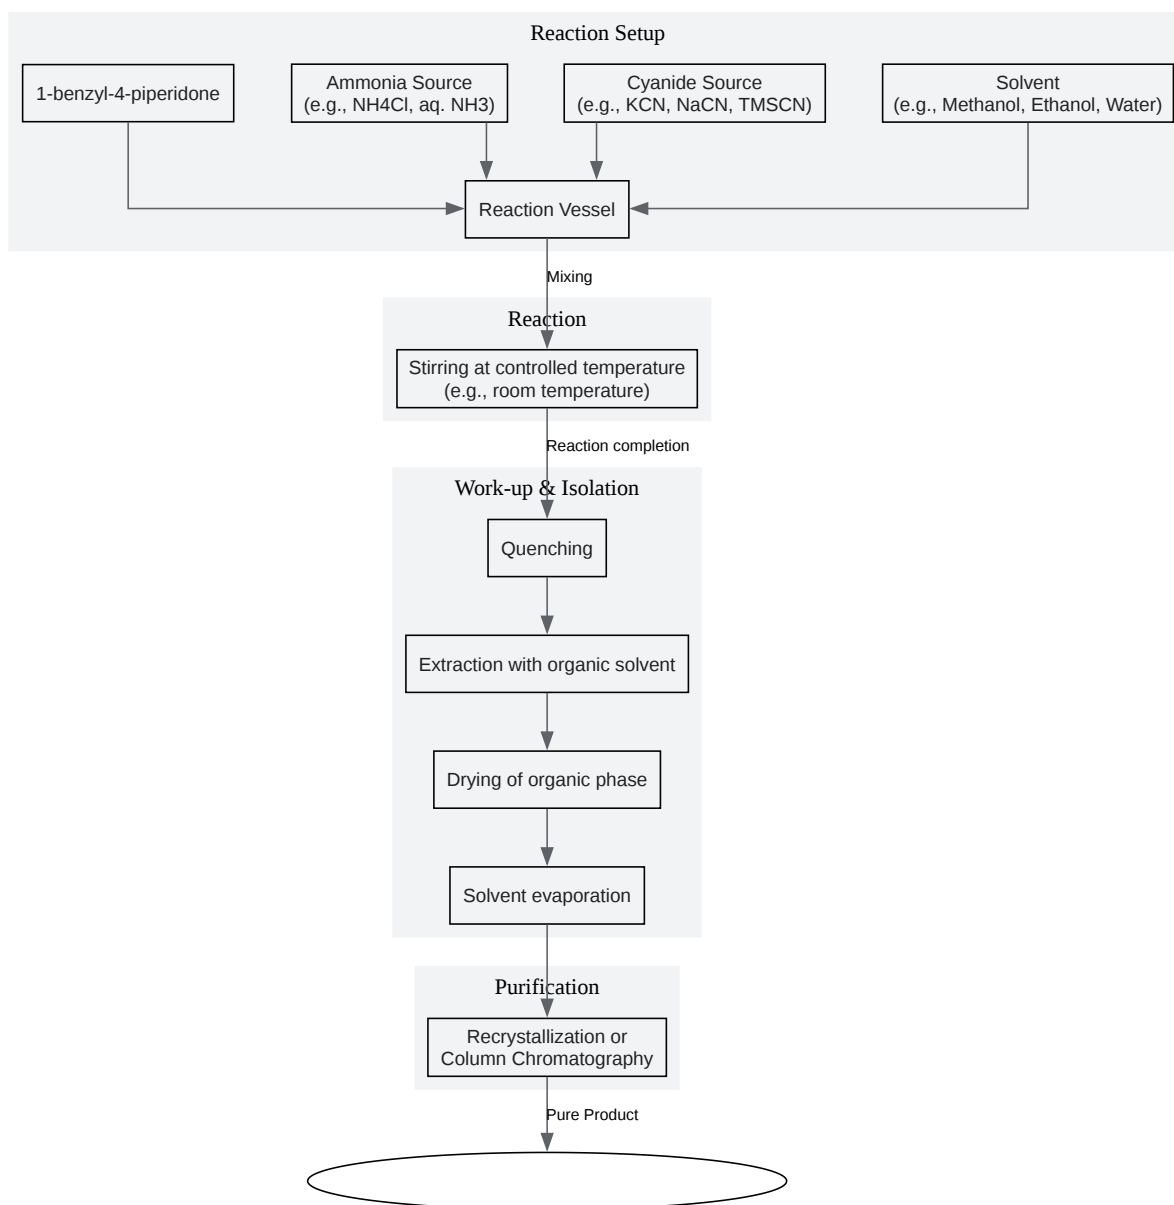 Reaction Setup
1-benzyl-4-piperidone
Ammonia Source
(e.g., NH4Cl, aq. NH3)
Cyanide Source
(e.g., KCN, NaCN, TMSCN)
Solvent
(e.g., Methanol, Ethanol, Water)
Reaction Vessel
Mixing
Reaction
Stirring at controlled temperature
(e.g., room temperature)
Reaction completion
Work-up & Isolation
Quenching
Extraction with organic solvent
Drying of organic phase
Solvent evaporation
Purification
Recrystallization or
Column Chromatography
Pure Product